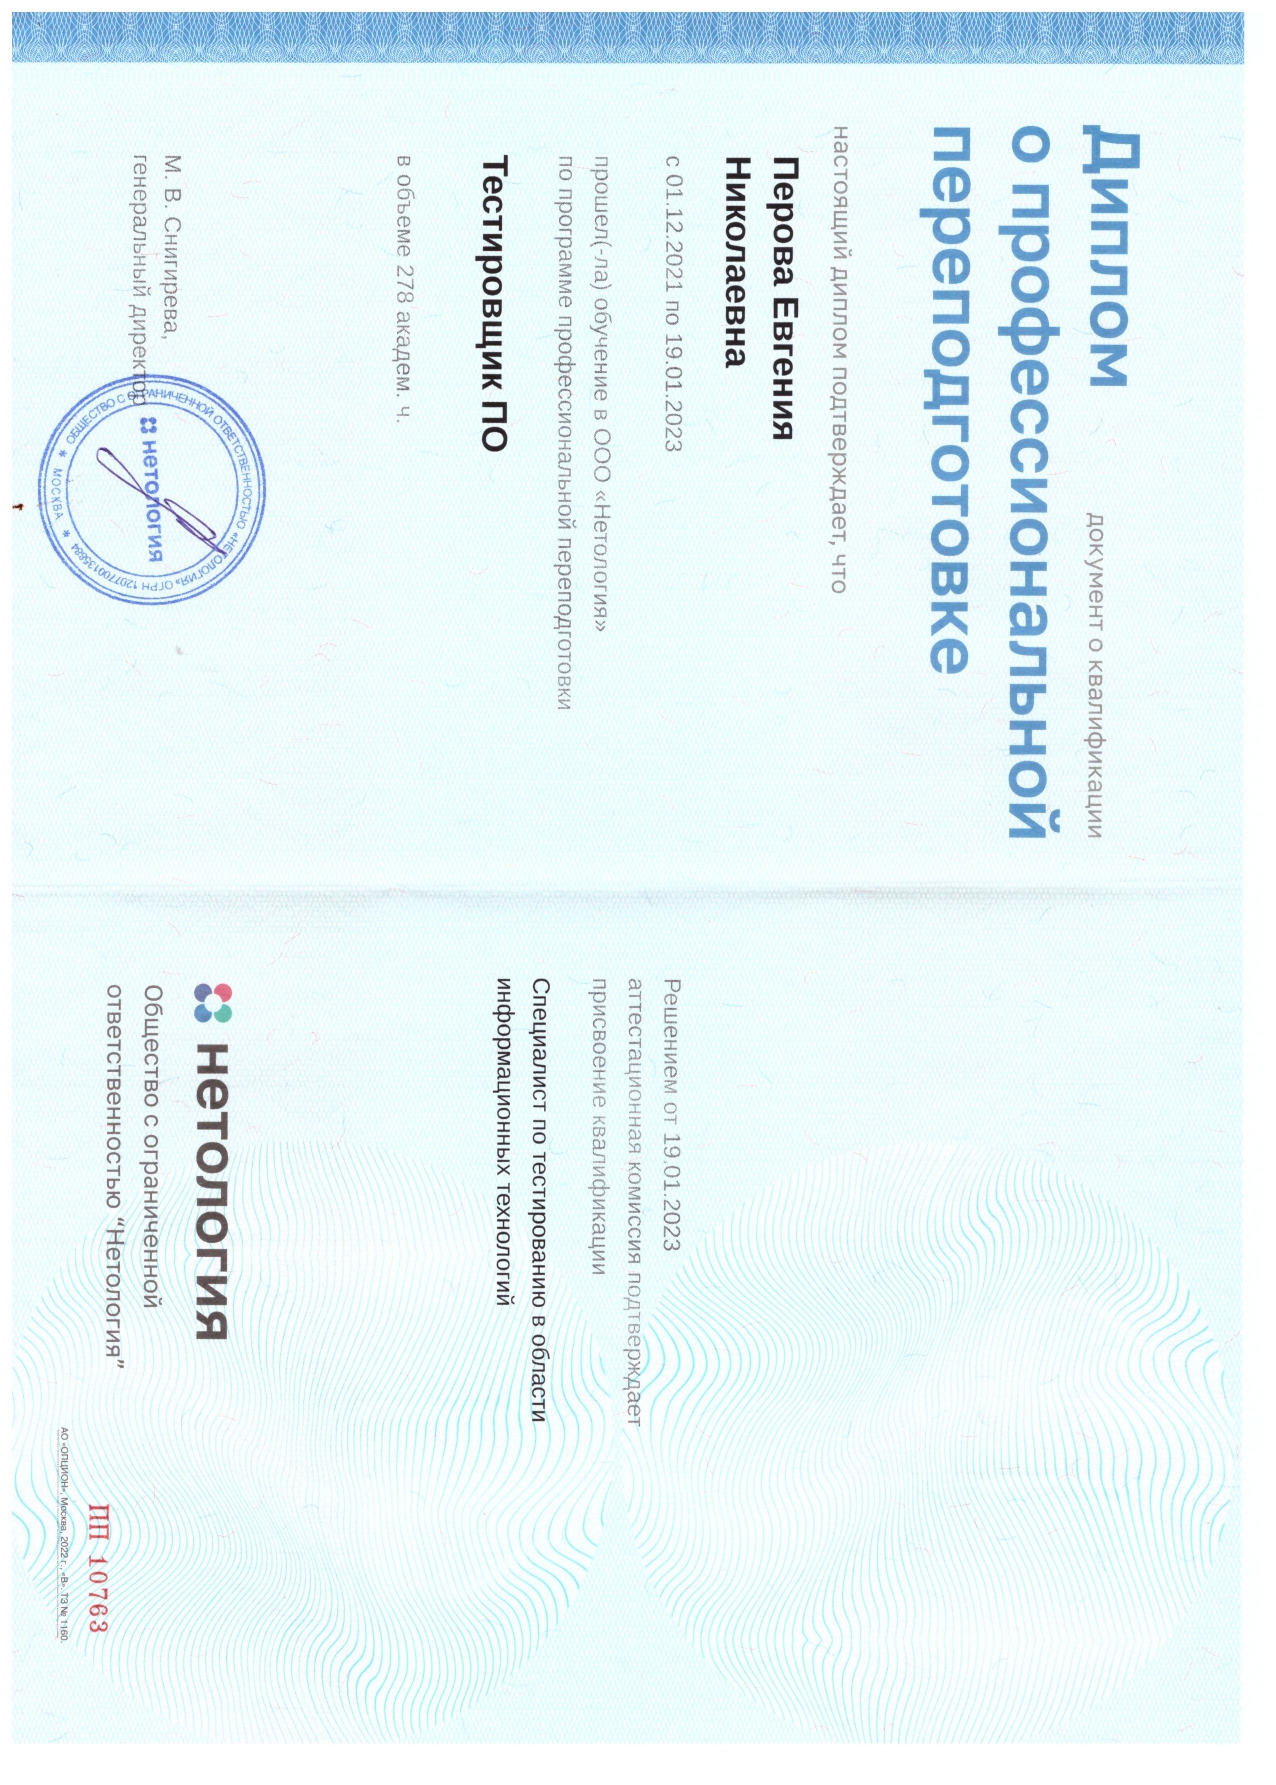 Диплом
документ о квалификации
о профессиональной
переподготовке
настоящий диплом подтверждает, что
Перова Евгения
Николаевна
с 01.12.2021 по 19.01.2023
прошел(-ла) обучение в ООО «Нетология»
по программе профессиональной переподготовки
Тестировщик ПО
в объеме 278 академ. ч.
М. В. Снигирева,
генеральный директор
ОБЩЕСТВО С ОГРАНИЧЕННОЙ ОТВЕТСТВЕННОСТЬЮ «НЕТОЛОГИЯ» ОГРН 1207700135884
* МОСКВА *
нетология
Решением от 19.01.2023
аттестационная комиссия подтверждает
присвоение квалификации
Специалист по тестированию в области
информационных технологий
нетология
Общество с ограниченной
ответственностью “Нетология”
ПП 10763
АО «ОПЦИОН», Москва, 2022 г., «В». ТЗ № 1160.